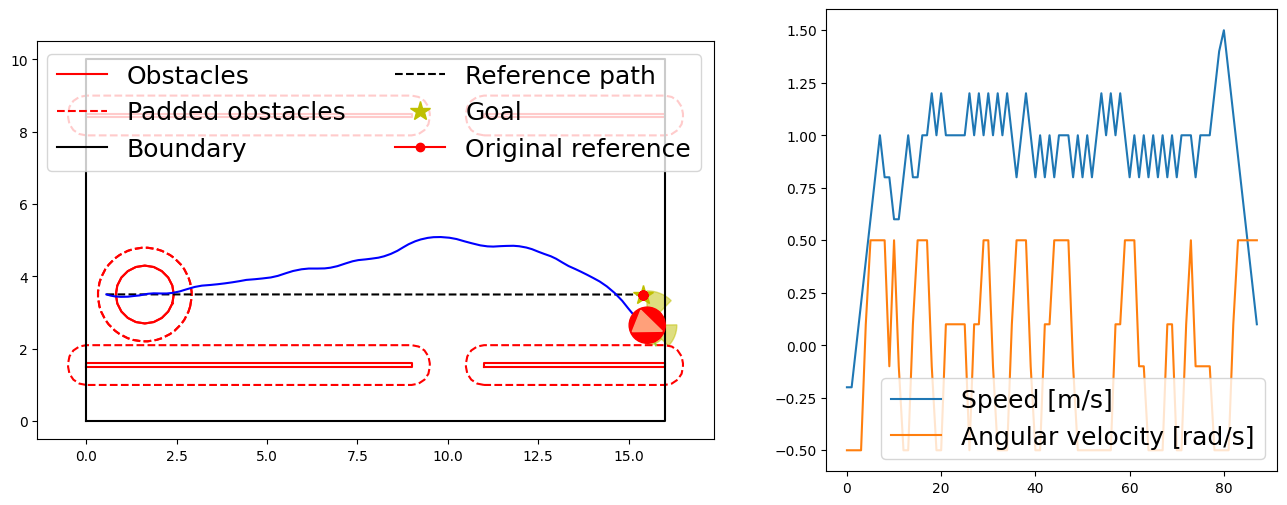 10
8
6
4
2
0
0.0 2.5 5.0 7.5 10.0 12.5 15.0
Obstacles
Padded obstacles
Boundary
Reference path
Goal
Original reference
1.50
1.25
1.00
0.75
0.50
0.25
0.00
−0.25
−0.50
0 20 40 60 80
Speed [m/s]
Angular velocity [rad/s]